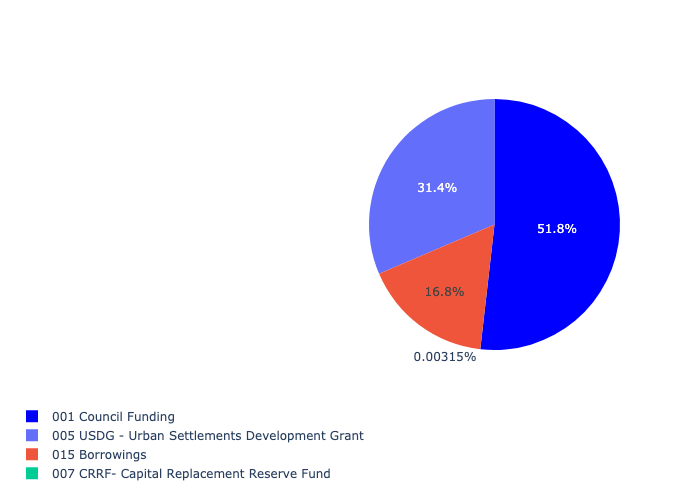 31.4%
51.8%
16.8%
0.00315%
001 Council Funding
005 USDG - Urban Settlements Development Grant
015 Borrowings
007 CRRF- Capital Replacement Reserve Fund